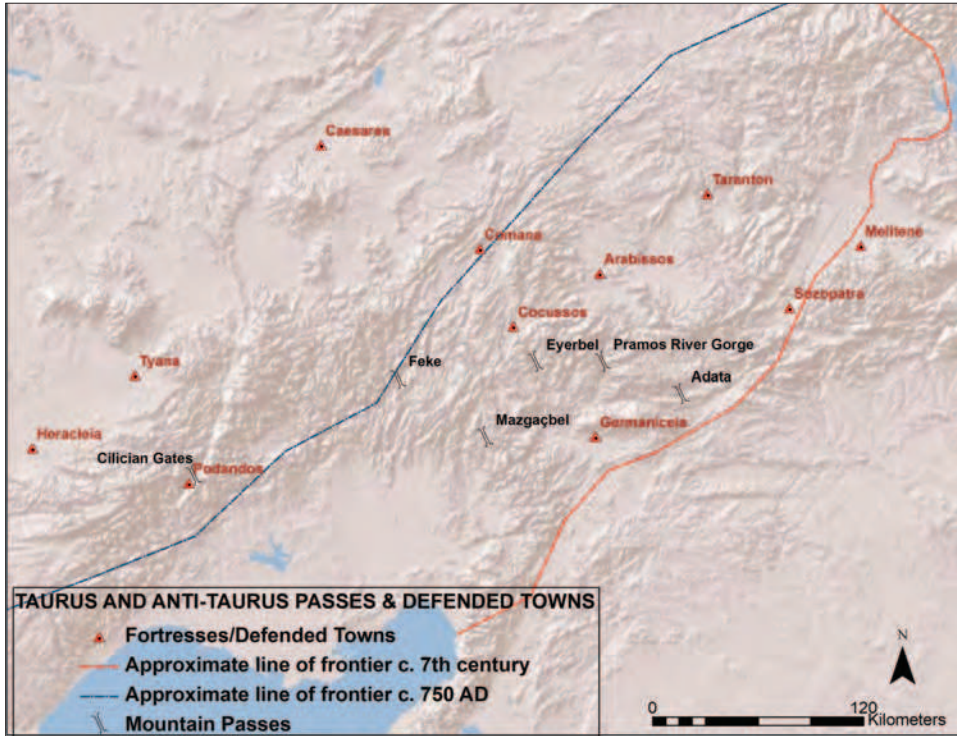 Caesarea
Taranton
Comana
Melitene
Arabissos
Sozopatra
Cocussos
Eyerbel
Pramos River Gorge
Tyana
Feke
Adata
Mazgaçbel
Germaniceia
Heracleia
Cilician Gates
Podandos
TAURUS AND ANTI-TAURUS PASSES & DEFENDED TOWNS
Fortresses/Defended Towns
Approximate line of frontier c. 7th century
Approximate line of frontier c. 750 AD
Mountain Passes
N
0 120
Kilometers